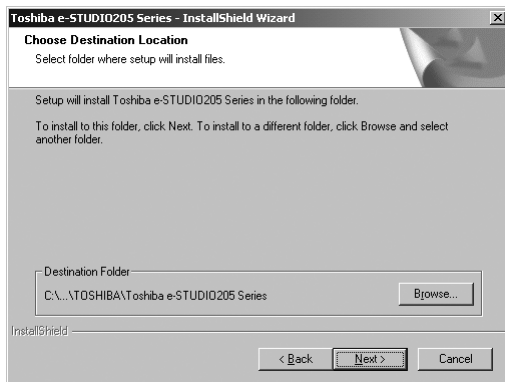 Toshiba e-STUDIO205 Series - InstallShield Wizard
Choose Destination Location
Select folder where setup will install files.
Setup will install Toshiba e-STUDIO205 Series in the following folder.
To install to this folder, click Next. To install to a different folder, click Browse and select
another folder.
Destination Folder
C:\...\TOSHIBA\Toshiba e-STUDIO205 Series
Browse...
InstallShield
< Back
Next >
Cancel